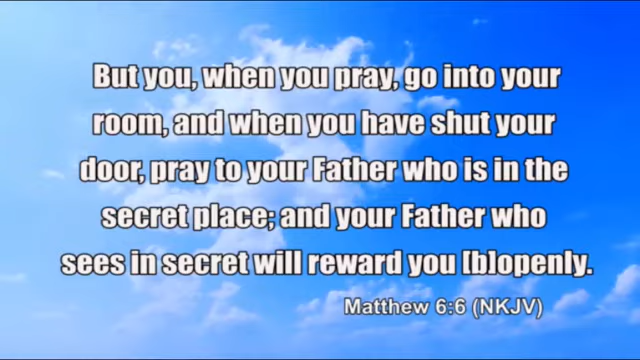 But you, when you pray, go into your
room, and when you have shut your
door, pray to your Father who is in the
secret place; and your Father who
sees in secret will reward you [b]openly.
Matthew 6:6 (NKJV)